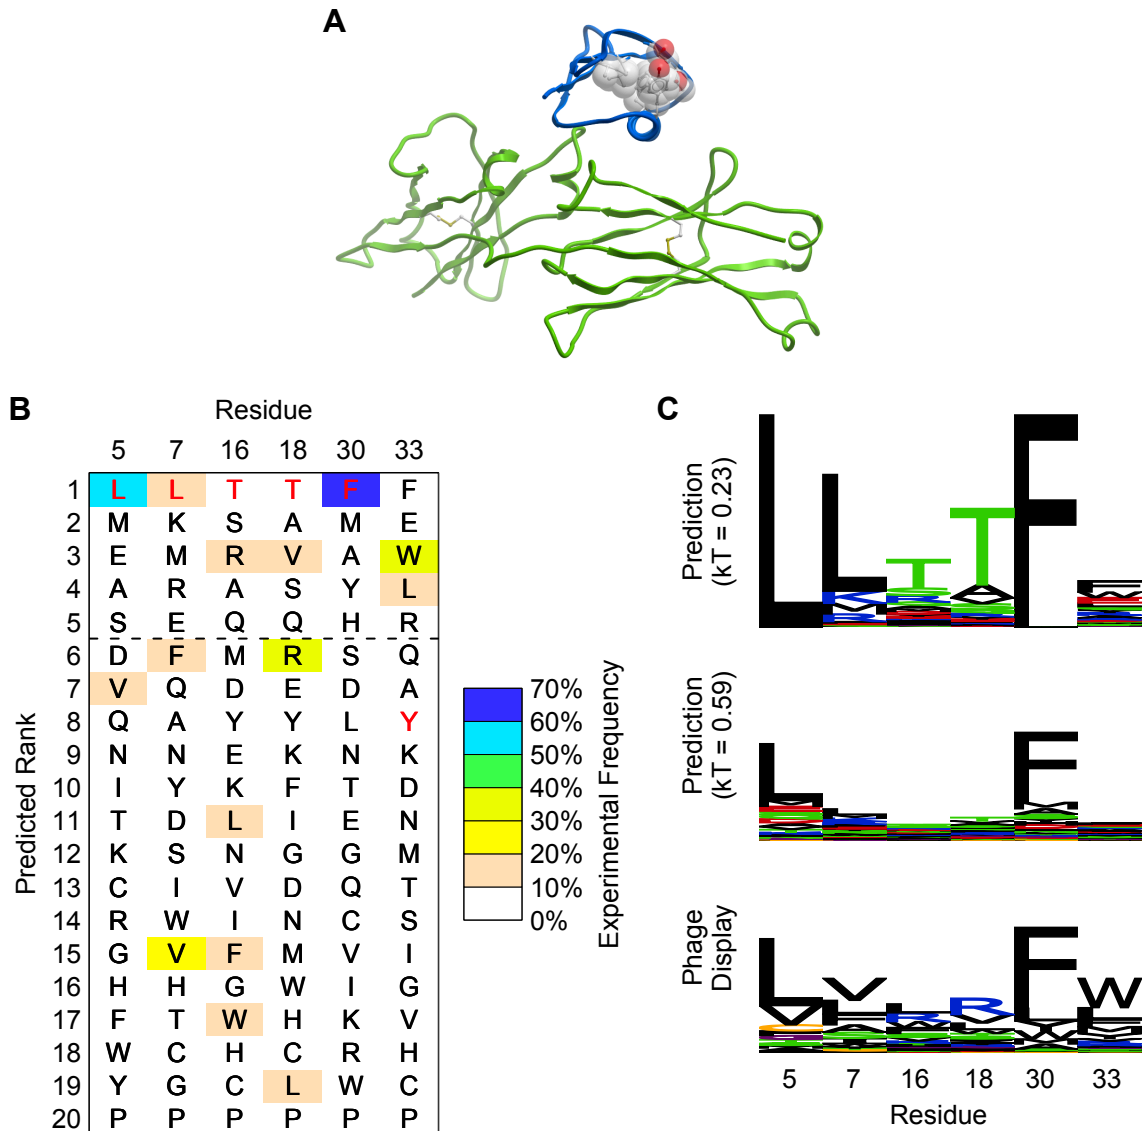 A
B
Residue
5 7 16 18 30 33
1 L L T T F F
2 M K S A M E
3 E M R V A W
4 A R A S Y L
5 S E Q Q H R
6 D F M R S Q
7 V Q D E D A
8 Q A Y Y L Y
9 N N E K N K
10 I Y K F T D
11 T D L I E N
12 K S N G G M
13 C I V D Q T
14 R W I N C S
15 G V F M V I
16 H H G W I G
17 F T W H K V
18 W C H C R H
19 Y G C L W C
20 P P P P P P
Predicted Rank
70%
60%
50%
40%
30%
20%
10%
0%
Experimental Frequency
C
Prediction
(kT = 0.23)
L L T T F
K S A
R
Prediction
(kT = 0.59)
L F
Phage
Display
L V R R F W
V
5 7 16 18 30 33
Residue